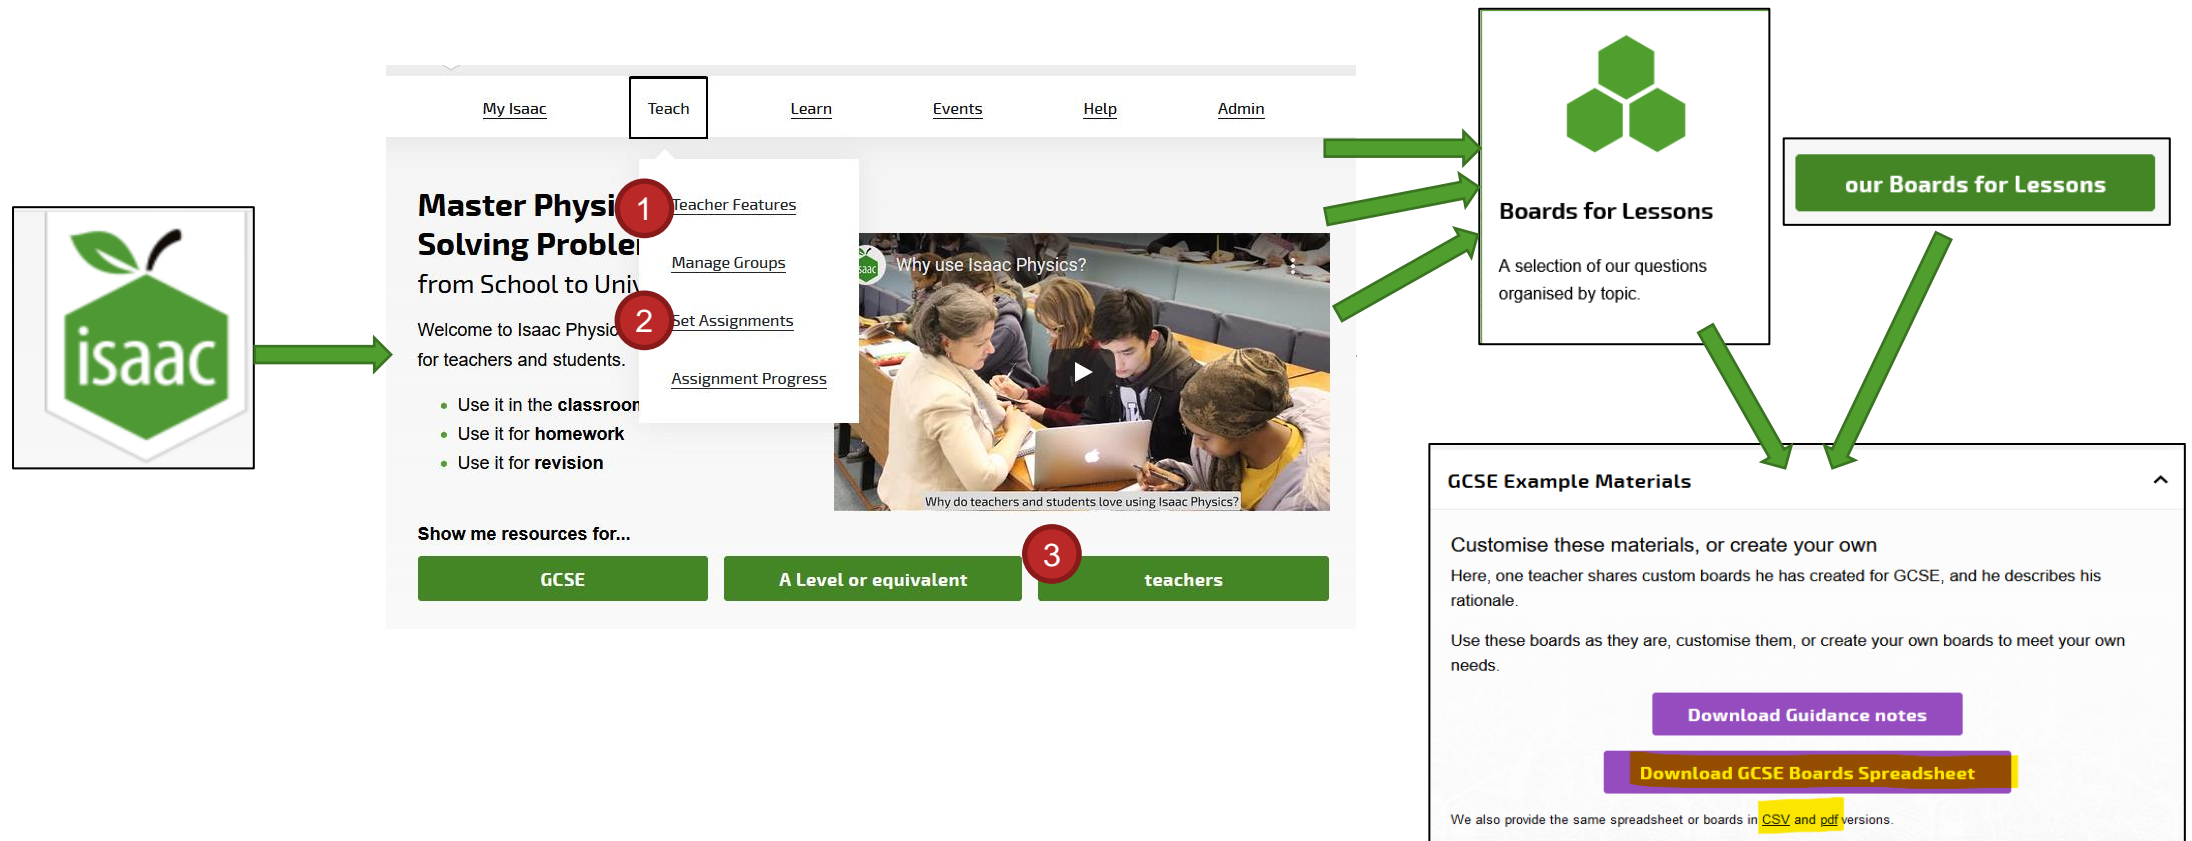 isaac
My Isaac
Teach
Learn
Events
Help
Admin
Master Physi
Solving Proble
from School to Univ
Welcome to Isaac Physic
for teachers and students.
Use it in the classroom
Use it for homework
Use it for revision
1
Teacher Features
Manage Groups
2
Set Assignments
Assignment Progress
isaac
Why use Isaac Physics?
Why do teachers and students love using Isaac Physics?
Show me resources for...
GCSE
A Level or equivalent
3
teachers
Boards for Lessons
A selection of our questions
organised by topic.
our Boards for Lessons
GCSE Example Materials
Customise these materials, or create your own
Here, one teacher shares custom boards he has created for GCSE, and he describes his
rationale.
Use these boards as they are, customise them, or create your own boards to meet your own
needs.
Download Guidance notes
Download GCSE Boards Spreadsheet
We also provide the same spreadsheet or boards in CSV and pdf versions.